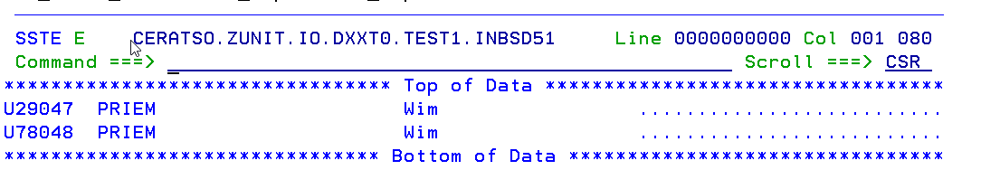 SSTE E    CERATSO.ZUNIT.IO.DXXT0.TEST1.INBSD51     Line 0000000000 Col 001 080
Command ===>                                                Scroll ===> CSR
******************************** Top of Data **********************************
U29047  PRIEM                    Wim                 .........................
U78048  PRIEM                    Wim                 .........................
******************************* Bottom of Data ********************************